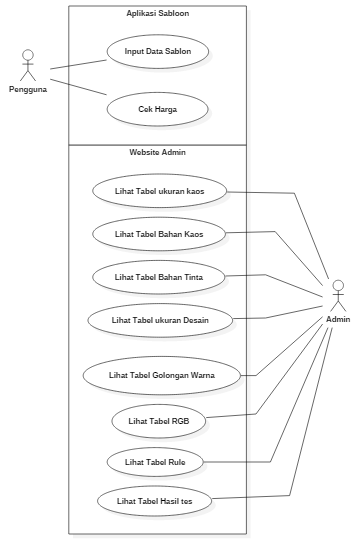 Aplikasi Sabloon
Input Data Sablon
Pengguna
Cek Harga
Website Admin
Lihat Tabel ukuran kaos
Lihat Tabel Bahan Kaos
Lihat Tabel Bahan Tinta
Lihat Tabel ukuran Desain
Admin
Lihat Tabel Golongan Warna
Lihat Tabel RGB
Lihat Tabel Rule
Lihat Tabel Hasil tes